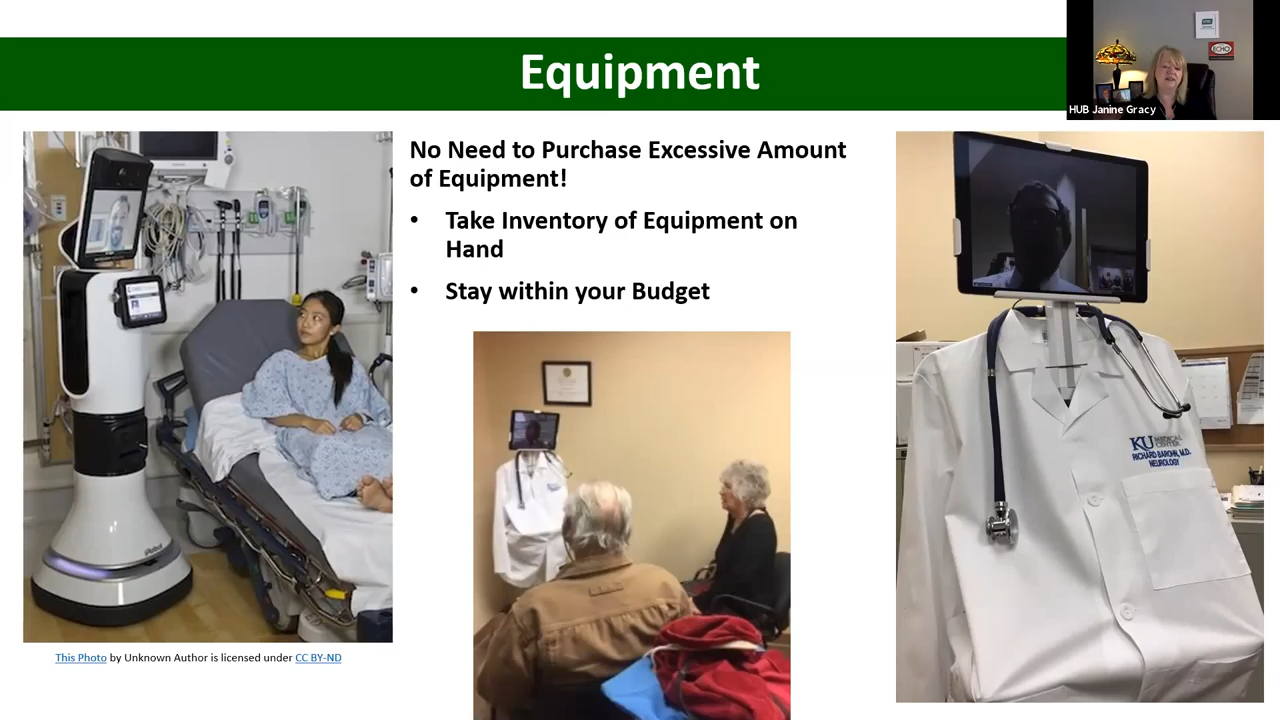 Equipment
HUB Janine Gracy
ECHO
No Need to Purchase Excessive Amount
of Equipment!
• Take Inventory of Equipment on
Hand
• Stay within your Budget
iRobot
KU MEDICAL
CENTER
RICHARD BAROHN, M.D.
NEUROLOGY
This Photo by Unknown Author is licensed under CC BY-ND